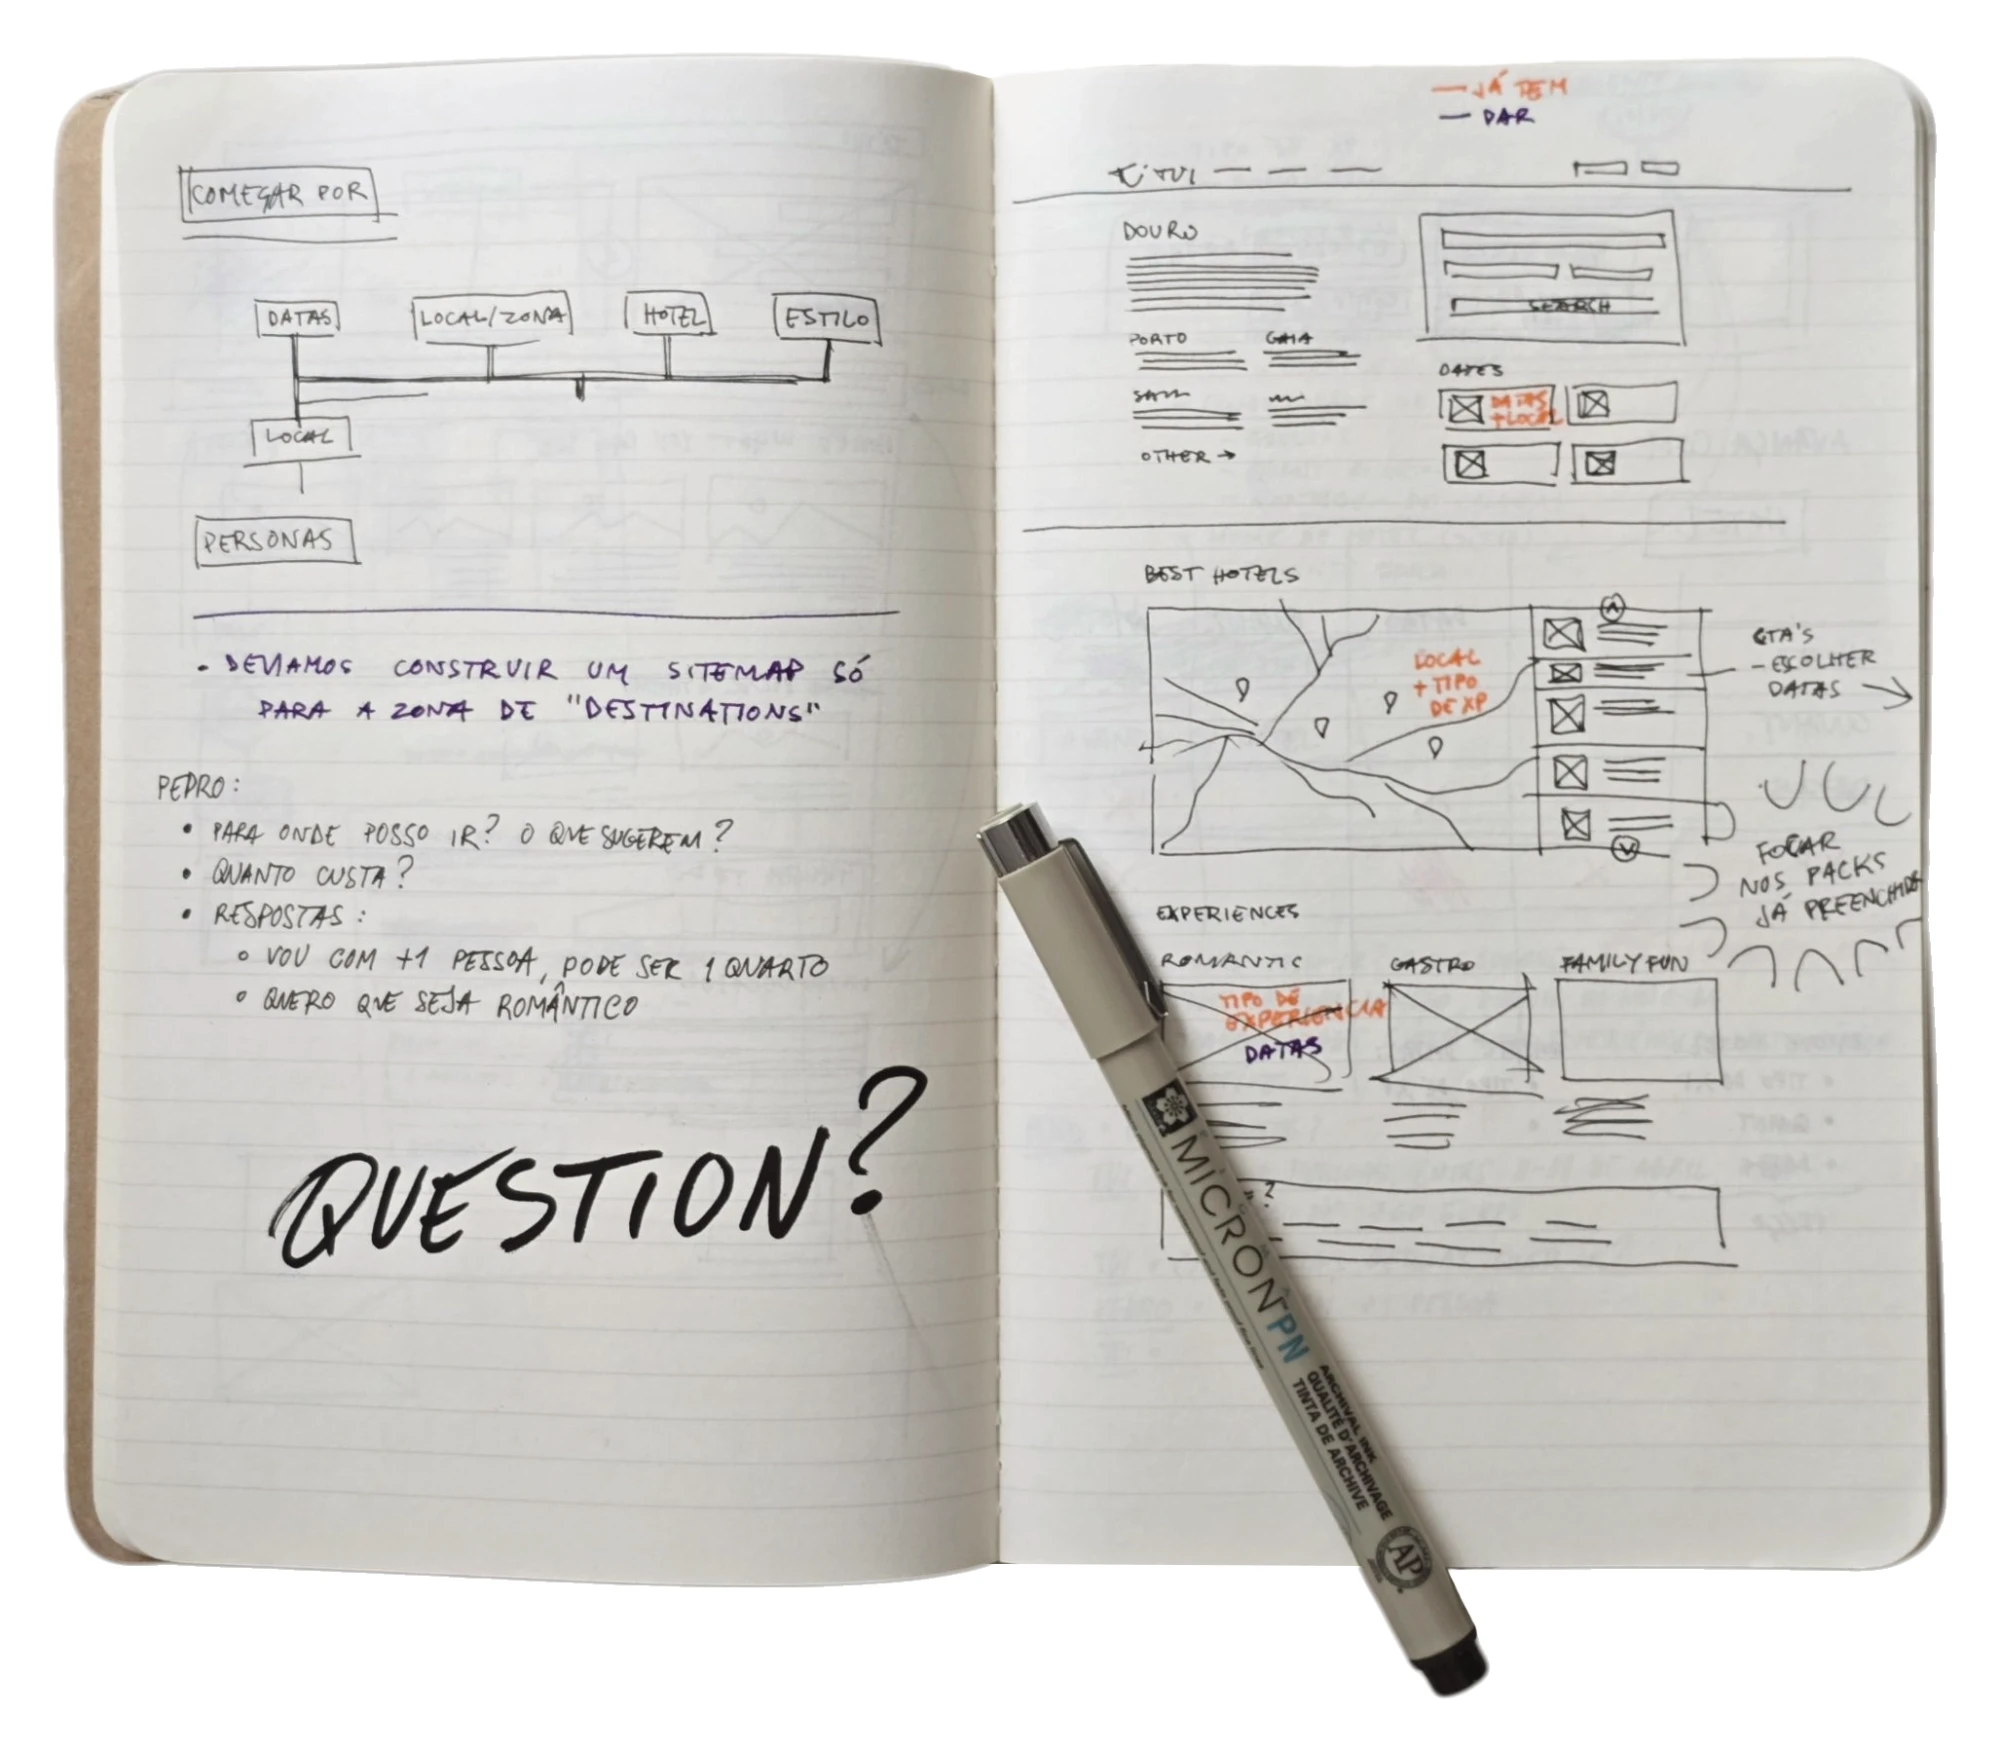 COMEÇAR POR
DATAS
LOCAL/ZONA
HOTEL
ESTILO
LOCAL
PERSONAS
- DEVIAMOS CONSTRUIR UM SITEMAP SÓ
PARA A ZONA DE "DESTINATIONS"
PEDRO:
• PARA ONDE POSSO IR? O QUE SUGEREM?
• QUANTO CUSTA?
• RESPOSTAS:
◦ VOU COM +1 PESSOA, PODE SER 1 QUARTO
◦ QUERO QUE SEJA ROMÂNTICO
QUESTION?
— JÁ TEM
— DAR
DOURO
SEARCH
PORTO GAIA
OTHER →
DATES
DATAS
+ LOCAL
BEST HOTELS
LOCAL
+ TIPO
DE XP
CTA'S
- ESCOLHER
DATAS
FOCAR
NOS PACKS
JÁ PREENCHIDOS
EXPERIENCES
ROMANTIC
GASTRO
FAMILY FUN
TIPO DE
EXPERIENCIA
DATAS
?
MICRON PN
ARCHIVAL INK
QUALITÉ D'ARCHIVAGE
TINTA DE ARCHIVE
AP